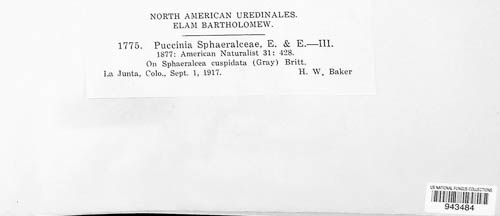 NORTH AMERICAN UREDINALES.
ELAM BARTHOLOMEW.
1775. Puccinia Sphaeralceae, E. & E.—III.
1877: American Naturalist 31: 428.
On Sphaeralcea cuspidata (Gray) Britt.
La Junta, Colo., Sept. 1, 1917. H. W. Baker
US NATIONAL FUNGUS COLLECTIONS
943484